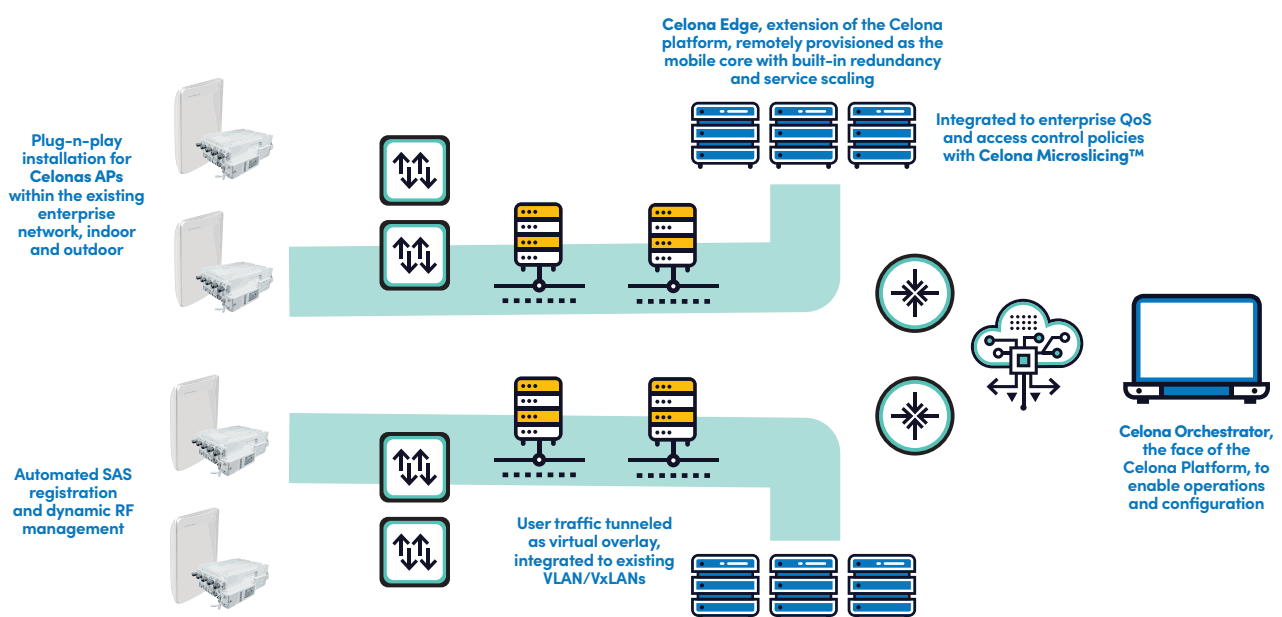 Celona Edge, extension of the Celona
platform, remotely provisioned as the
mobile core with built-in redundancy
and service scaling
Plug-n-play
installation for
Celonas APs
within the existing
enterprise
network, indoor
and outdoor
Integrated to enterprise QoS
and access control policies
with Celona Microslicing™
Automated SAS
registration
and dynamic RF
management
User traffic tunneled
as virtual overlay,
integrated to existing
VLAN/VxLANs
Celona Orchestrator,
the face of the
Celona Platform, to
enable operations
and configuration